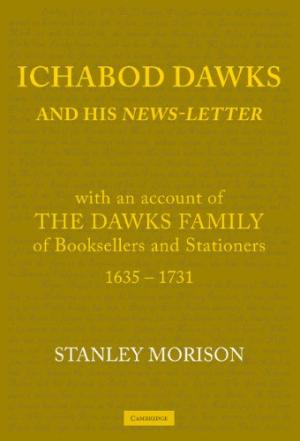 ICHABOD DAWKS
AND HIS NEWS-LETTER
with an account of
THE DAWKS FAMILY
of Booksellers and Stationers
1635 – 1731
STANLEY MORISON
CAMBRIDGE